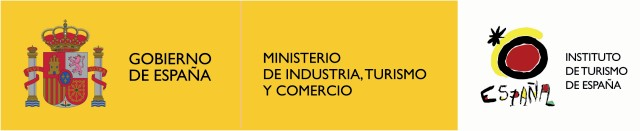 GOBIERNO
DE ESPAÑA
MINISTERIO
DE INDUSTRIA, TURISMO
Y COMERCIO
ESPAÑA
INSTITUTO
DE TURISMO
DE ESPAÑA